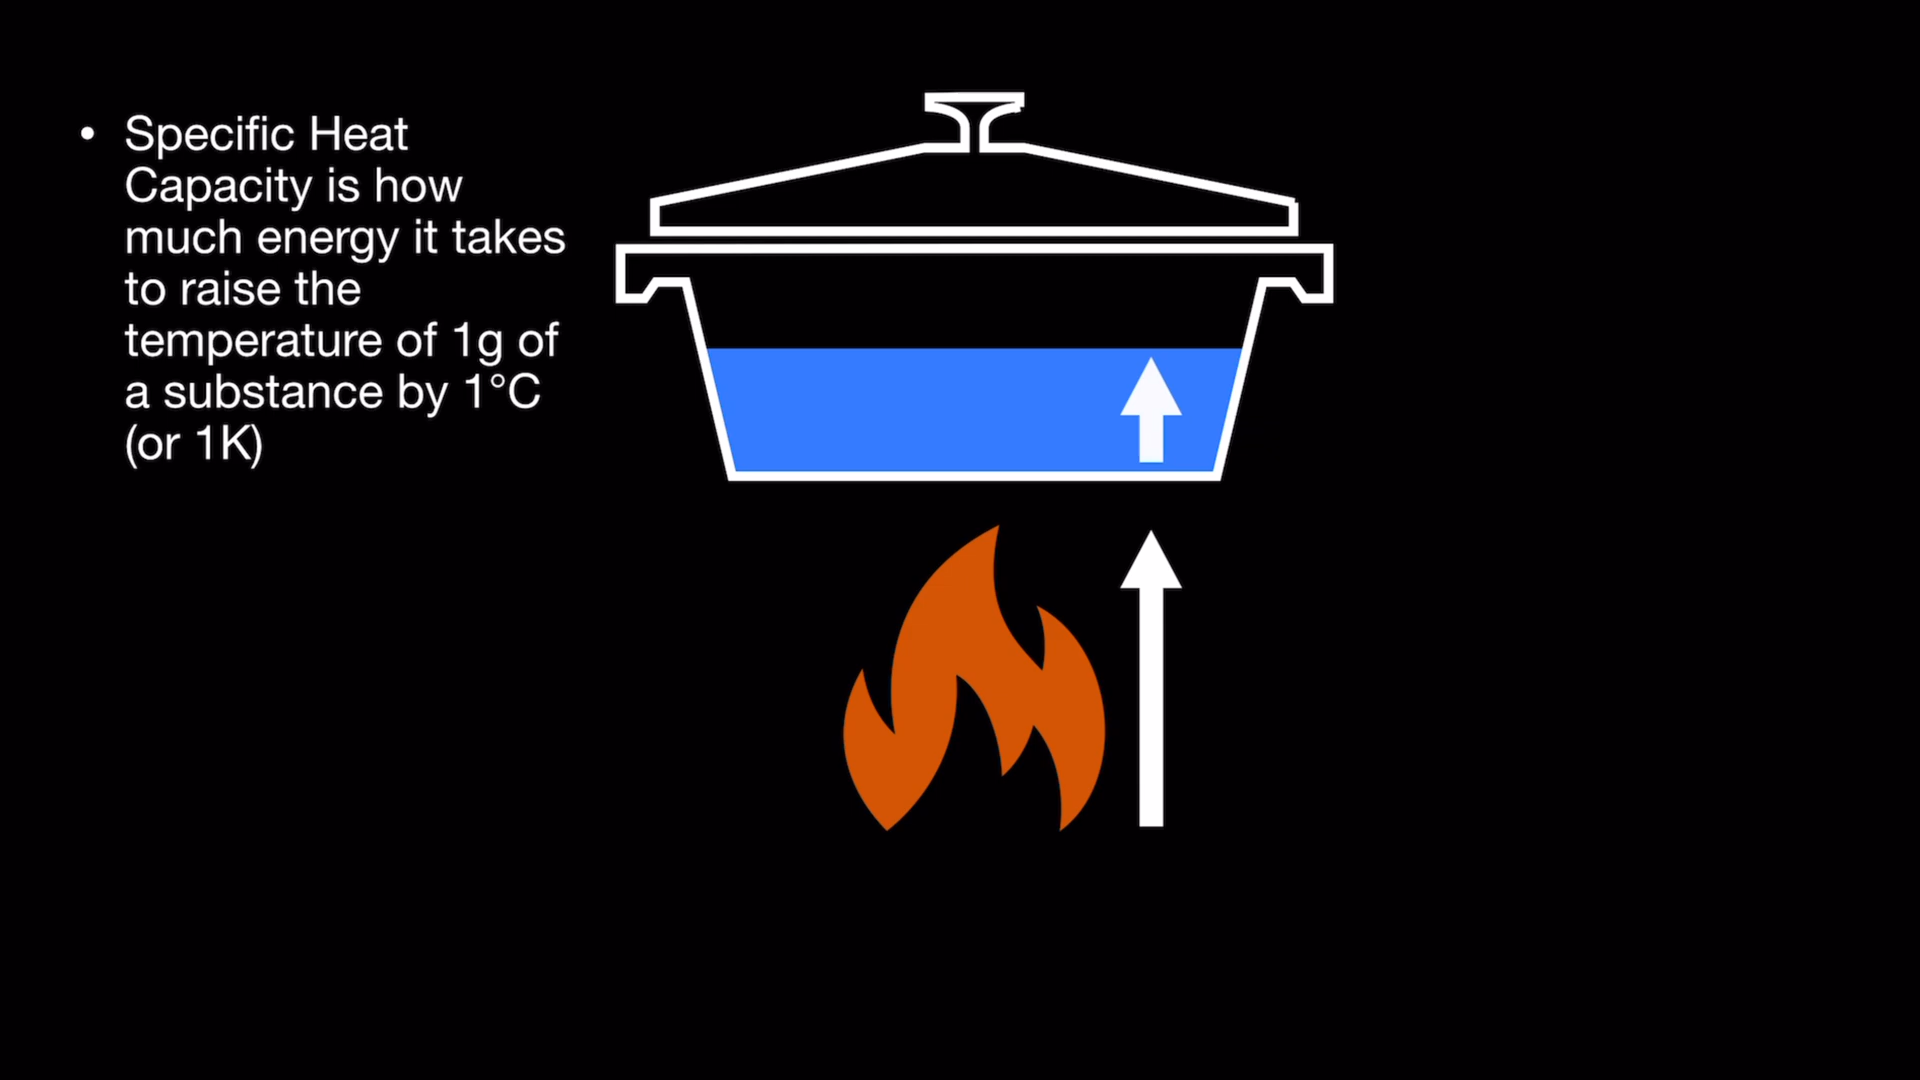 • Specific Heat
Capacity is how
much energy it takes
to raise the
temperature of 1g of
a substance by 1°C
(or 1K)